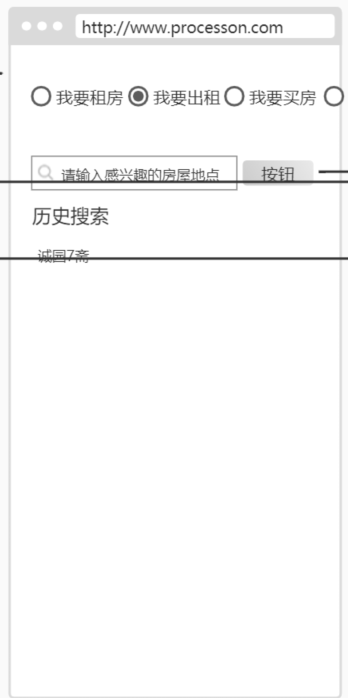 http://www.processon.com
我要租房 我要出租 我要买房
请输入感兴趣的房屋地点 按钮
历史搜索
诚园7斋